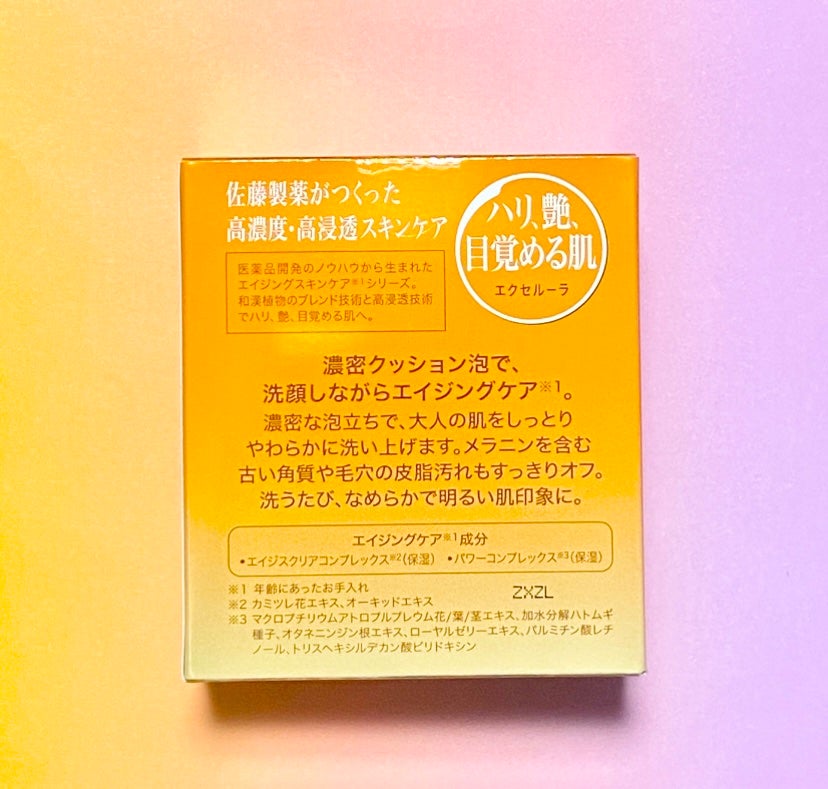 佐藤製薬がつくった
高濃度・高浸透スキンケア
ハリ、艶、
目覚める肌
エクセルーラ
医薬品開発のノウハウから生まれた
エイジングスキンケア※1シリーズ。
和漢植物のブレンド技術と高浸透技術
でハリ、艶、目覚める肌へ。
濃密クッション泡で、
洗顔しながらエイジングケア※1。
濃密な泡立ちで、大人の肌をしっとり
やわらかに洗い上げます。メラニンを含む
古い角質や毛穴の皮脂汚れもすっきりオフ。
洗うたび、なめらかで明るい肌印象に。
エイジングケア※1成分
•エイジスクリアコンプレックス※2(保湿) •パワーコンプレックス※3(保湿)
※1 年齢にあったお手入れ
※2 カミツレ花エキス、オーキッドエキス
ZXZL
※3 マクロプチリウムアトロプルプレウム花/葉/茎エキス、加水分解ハトムギ
種子、オタネニンジン根エキス、ローヤルゼリーエキス、パルミチン酸レチ
ノール、トリスヘキシルデカン酸ピリドキシン